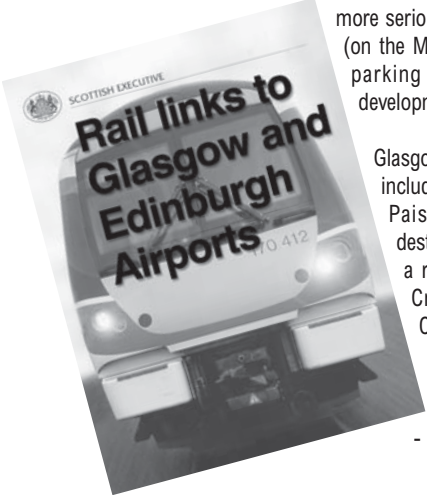 SCOTTISH EXECUTIVE
Rail links to
Glasgow and
Edinburgh
Airports
170 412
more serio
(on the M
parking
developm
Glasgo
includ
Pais
dest
a r
Cr
C
-